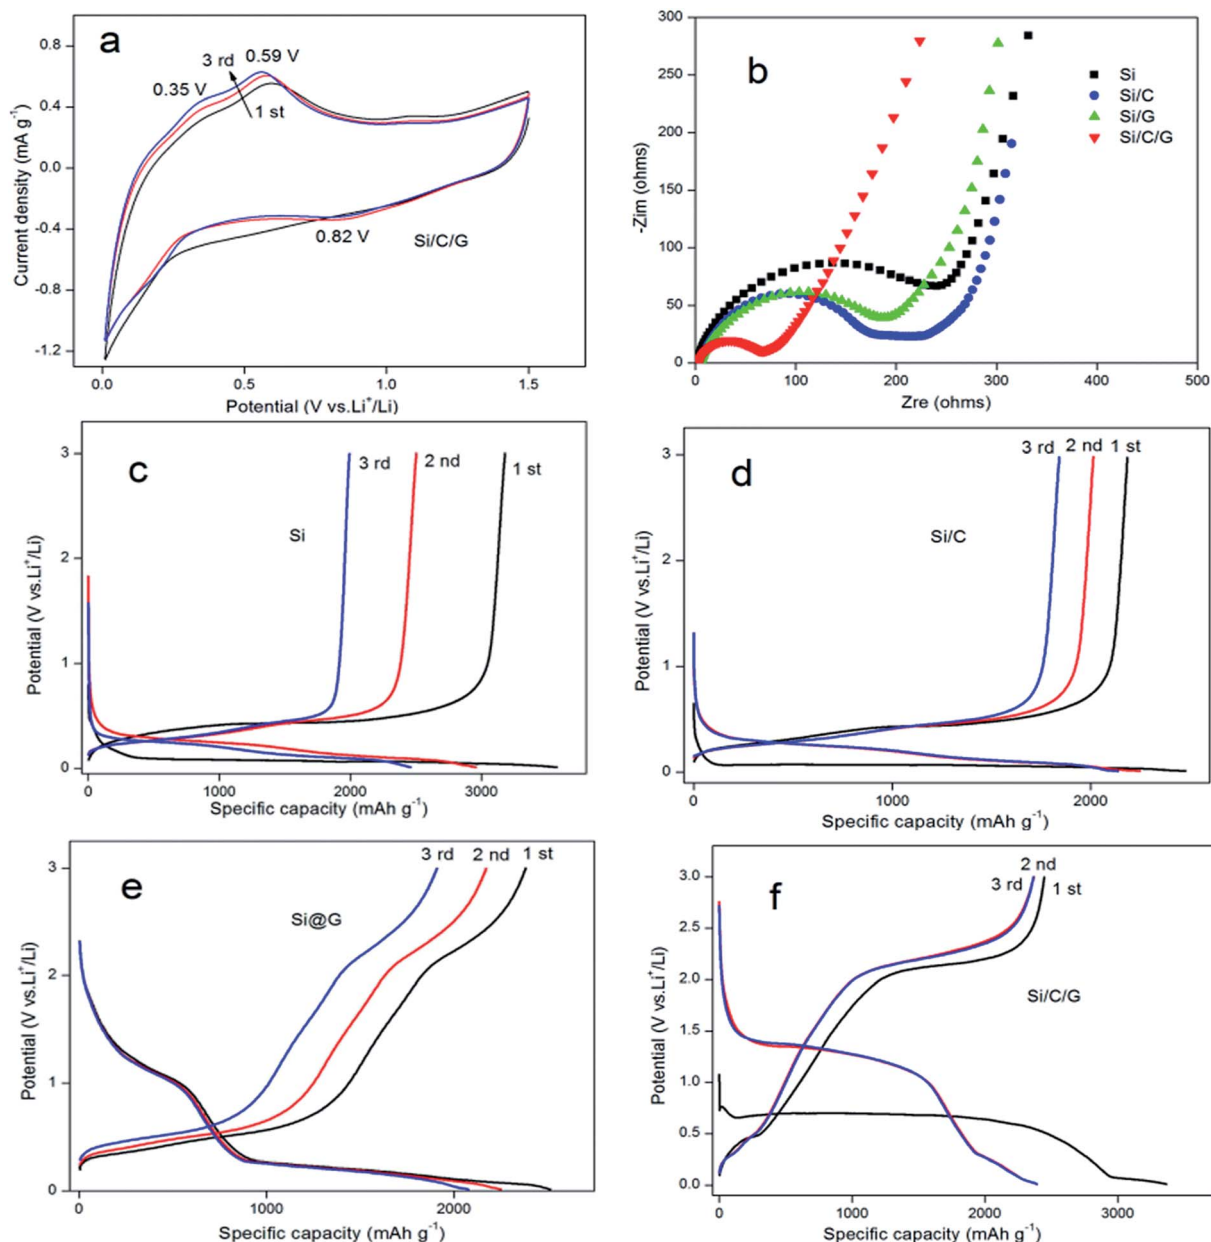 a
0.8
0.4
0.0
-0.4
-0.8
-1.2
Current density (mA g⁻¹)
3 rd
0.59 V
0.35 V
1 st
0.82 V
Si/C/G
0.0
0.5
1.0
1.5
Potential (V vs.Li⁺/Li)
b
300
250
200
150
100
50
0
-Zim (ohms)
Si
Si/C
Si/G
Si/C/G
0
100
200
300
400
500
Zre (ohms)
c
3
2
1
0
Potential (V vs.Li⁺/Li)
3 rd
2 nd
1 st
Si
0
1000
2000
3000
Specific capacity (mAh g⁻¹)
d
3
2
1
0
Potential (V vs.Li⁺/Li)
3 rd
2 nd
1 st
Si/C
0
1000
2000
Specific capacity (mAh g⁻¹)
e
3
2
1
0
Potential (V vs.Li⁺/Li)
3 rd
2 nd
1 st
Si@G
0
1000
2000
Specific capacity (mAh g⁻¹)
f
3.0
2.5
2.0
1.5
1.0
0.5
0.0
Potential (V vs.Li⁺/Li)
2 nd
3 rd
1 st
Si/C/G
0
1000
2000
3000
Specific capacity (mAh g⁻¹)